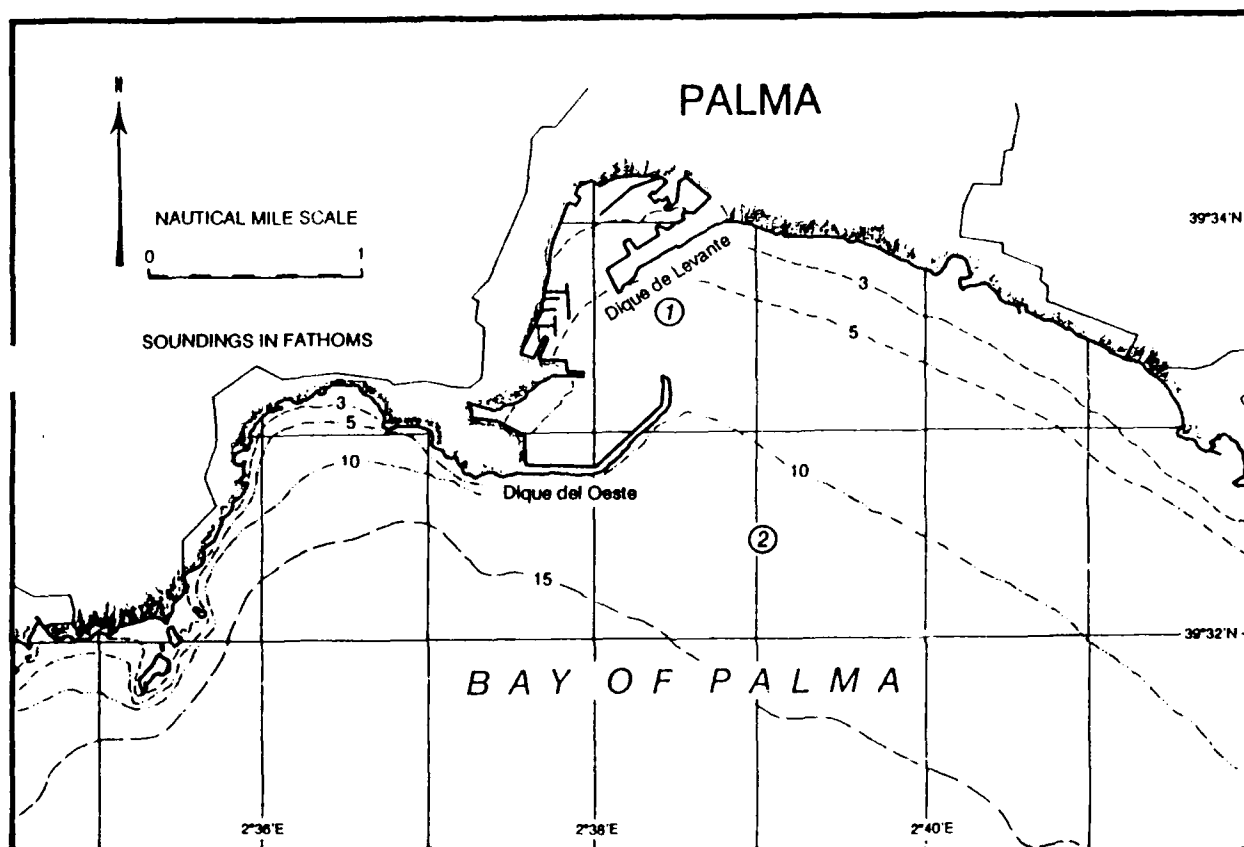 PALMA
N
NAUTICAL MILE SCALE
0 1
SOUNDINGS IN FATHOMS
39°34'N
Dique de Levante
1
3
5
3
5
10
Dique del Oeste
10
2
15
39°32'N
BAY OF PALMA
2°36'E 2°38'E 2°40'E